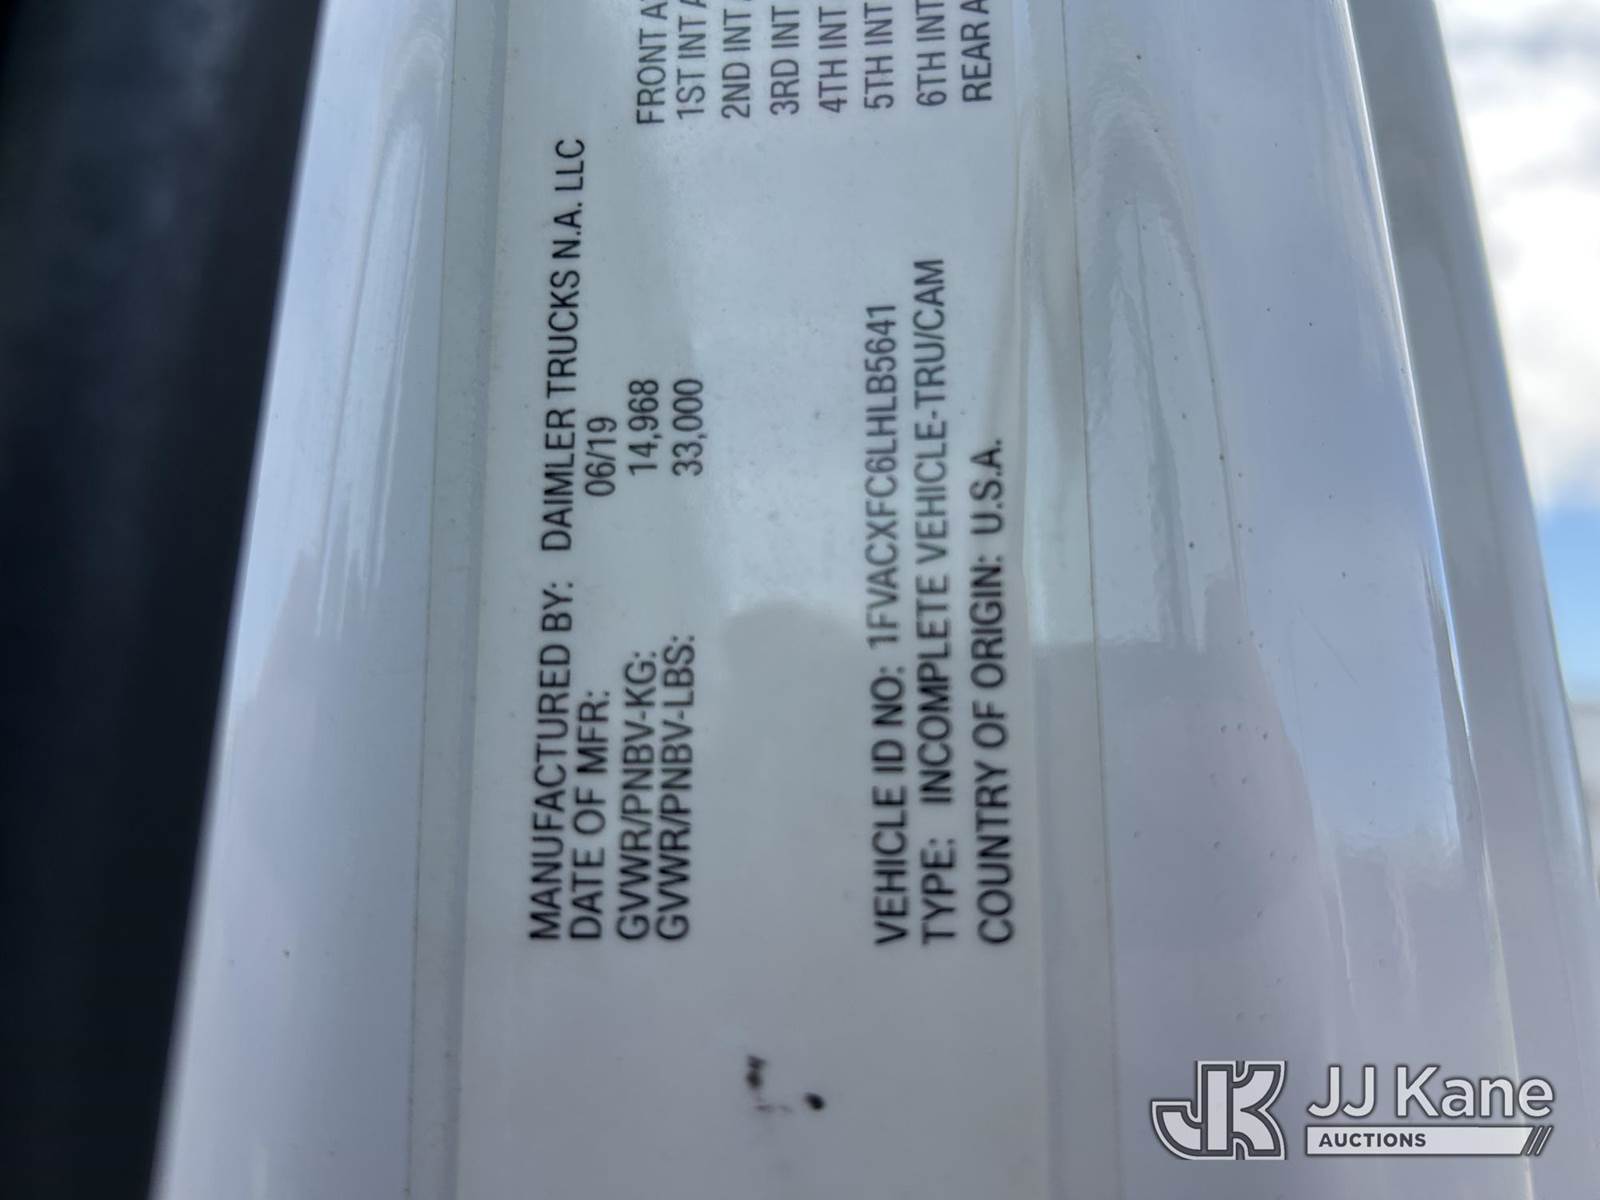 MANUFACTURED BY: DAIMLER TRUCKS N.A. LLC
DATE OF MFR: 06/19
GVWR/PNBV-KG: 14,968
GVWR/PNBV-LBS: 33,000
VEHICLE ID NO: 1FVACXFC6LHLB5641
TYPE: INCOMPLETE VEHICLE-TRU/CAM
COUNTRY OF ORIGIN: U.S.A.
FRONT
1ST INT
2ND INT
3RD INT
4TH INT
5TH INT
6TH INT
REAR
JK
JJ Kane
AUCTIONS